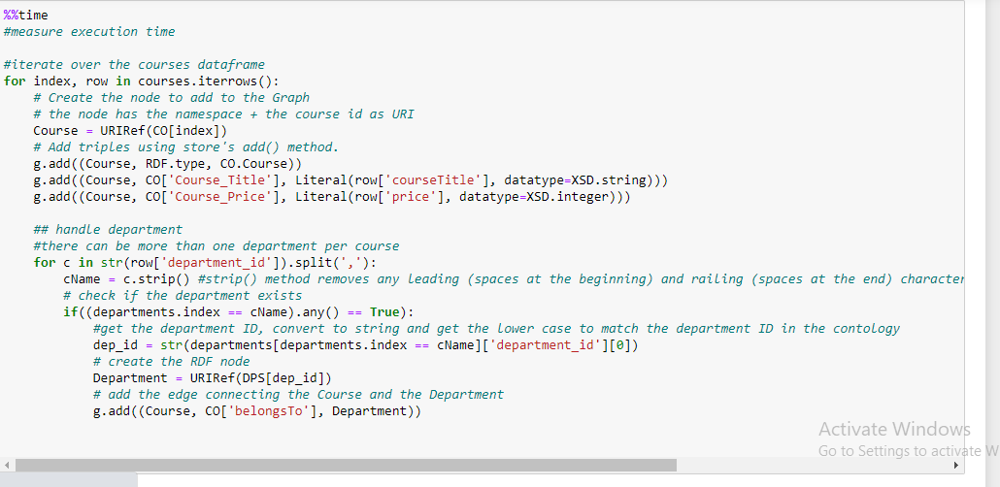 %%time
#measure execution time
#iterate over the courses dataframe
for index, row in courses.iterrows():
    # Create the node to add to the Graph
    # the node has the namespace + the course id as URI
    Course = URIRef(CO[index])
    # Add triples using store's add() method.
    g.add((Course, RDF.type, CO.Course))
    g.add((Course, CO['Course_Title'], Literal(row['courseTitle'], datatype=XSD.string)))
    g.add((Course, CO['Course_Price'], Literal(row['price'], datatype=XSD.integer)))
    ## handle department
    #there can be more than one department per course
    for c in str(row['department_id']).split(','):
        cName = c.strip() #strip() method removes any leading (spaces at the beginning) and railing (spaces at the end) character
        # check if the department exists
        if((departments.index == cName).any() == True):
            #get the department ID, convert to string and get the lower case to match the department ID in the contology
            dep_id = str(departments[departments.index == cName]['department_id'][0])
            # create the RDF node
            Department = URIRef(DPS[dep_id])
            # add the edge connecting the Course and the Department
            g.add((Course, CO['belongsTo'], Department))
Activate Windows
Go to Settings to activate W